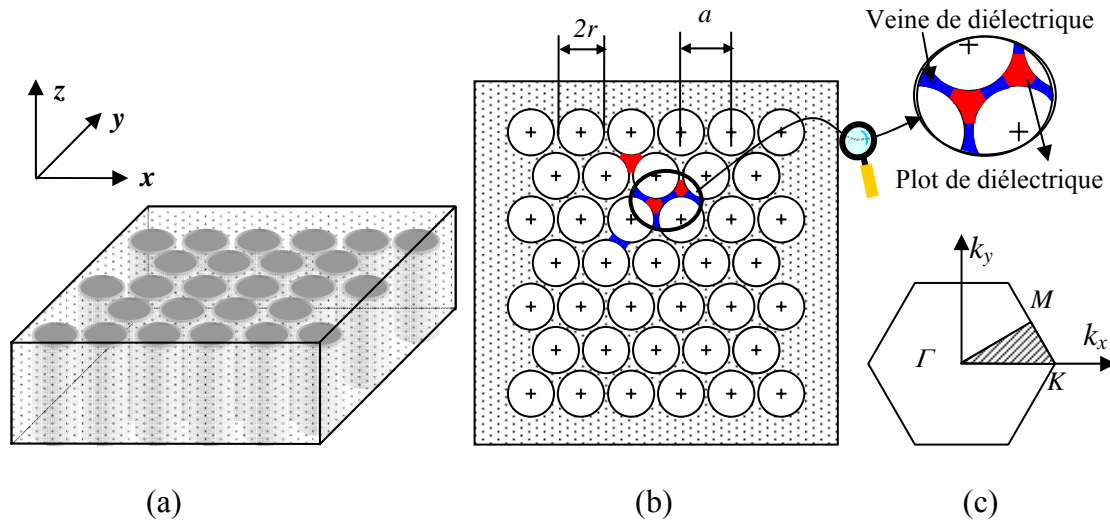 2r
a
Veine de diélectrique
Plot de diélectrique
z
y
x
k_y
M
k_x
Γ
K
(a)
(b)
(c)